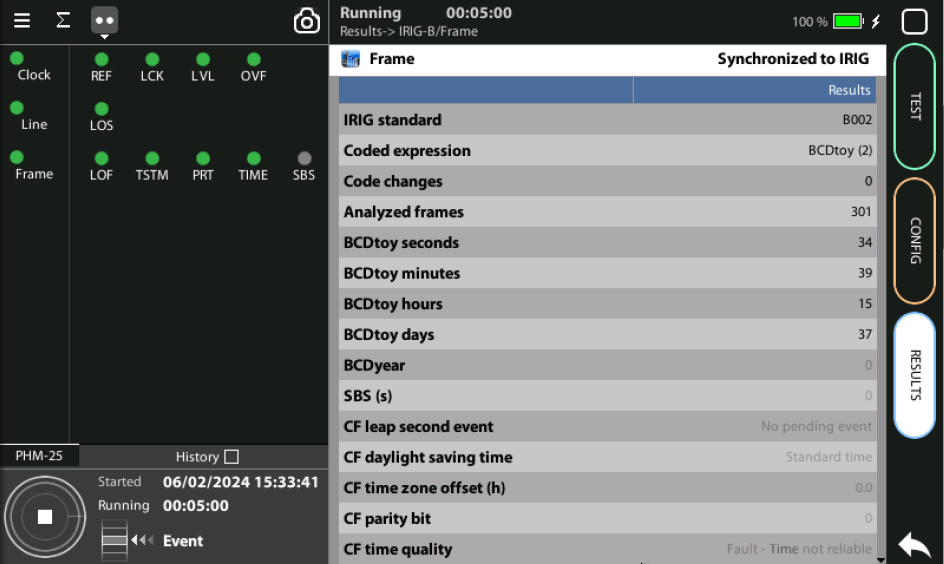 Running 00:05:00
Results-> IRIG-B/Frame
100 %
Σ
Clock REF LCK LVL OVF
Line LOS
Frame LOF TSTM PRT TIME SBS
Frame Synchronized to IRIG
Results
IRIG standard B002
Coded expression BCDtoy (2)
Code changes 0
Analyzed frames 301
BCDtoy seconds 34
BCDtoy minutes 39
BCDtoy hours 15
BCDtoy days 37
BCDyear 0
SBS (s) 0
CF leap second event No pending event
CF daylight saving time Standard time
CF time zone offset (h) 0.0
CF parity bit 0
CF time quality Fault - Time not reliable
PHM-25 History
Started 06/02/2024 15:33:41
Running 00:05:00
Event
TEST
CONFIG
RESULTS